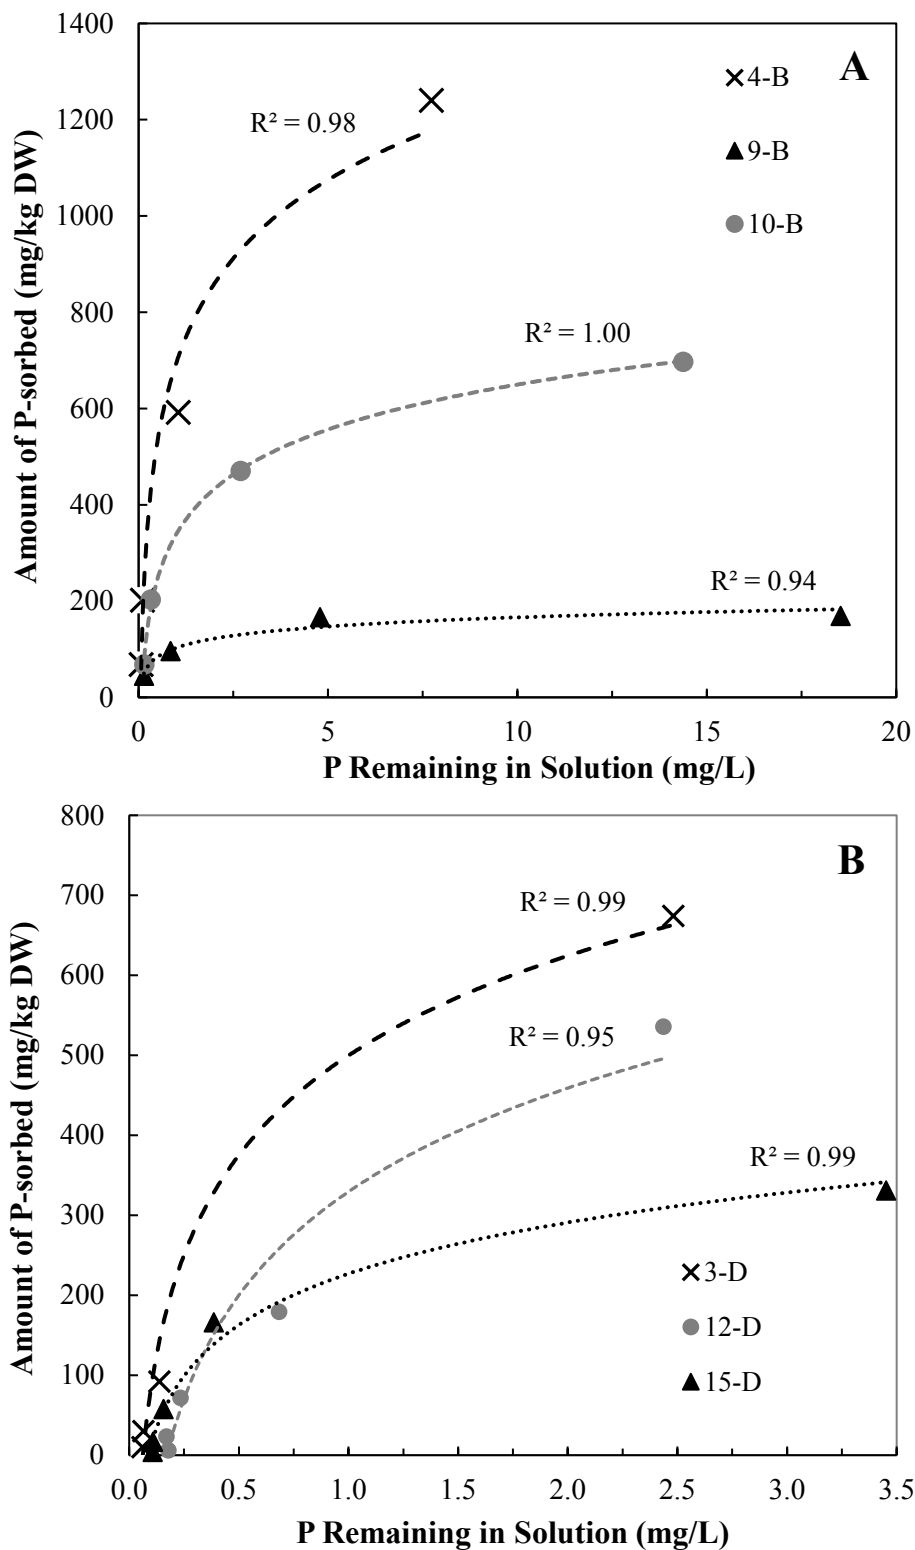 1400
A
4-B
1200
R² = 0.98
9-B
1000
10-B
800
R² = 1.00
600
400
R² = 0.94
200
0
0
5
10
15
20
Amount of P-sorbed (mg/kg DW)
P Remaining in Solution (mg/L)
800
B
700
R² = 0.99
600
R² = 0.95
500
400
R² = 0.99
300
3-D
200
12-D
100
15-D
0
0.0
0.5
1.0
1.5
2.0
2.5
3.0
3.5
Amount of P-sorbed (mg/kg DW)
P Remaining in Solution (mg/L)